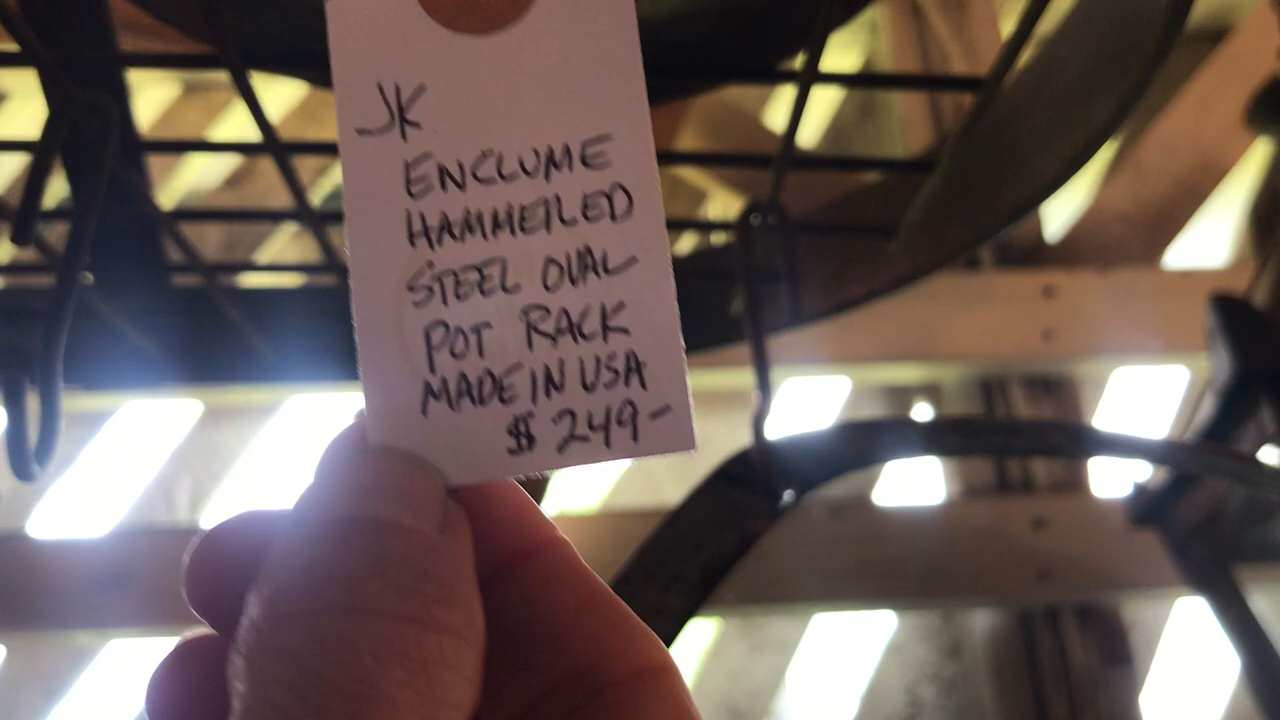 JK
ENCLUME
HAMMERED
STEEL OVAL
POT RACK
MADE IN USA
$249-